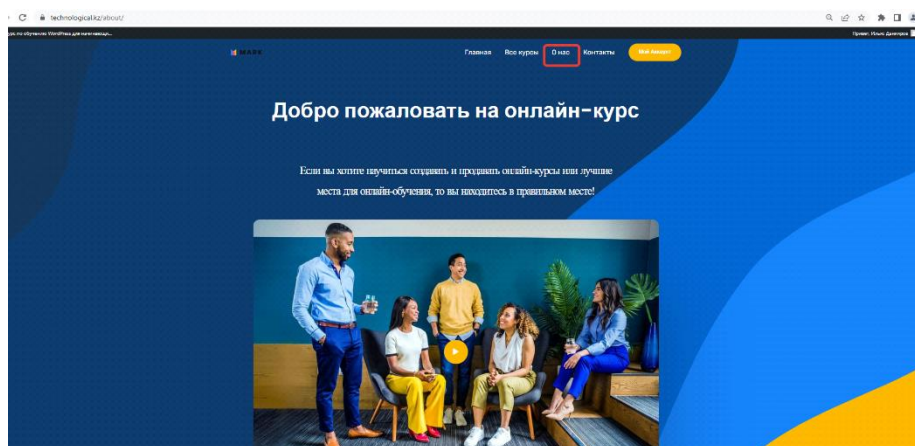 technological.kz/about/
МАРК
Главная Все курсы О нас Контакты Мой Аккаунт
Добро пожаловать на онлайн-курс
Если вы хотите научиться создавать и продавать онлайн-курсы или лучшие
места для онлайн-обучения, то вы находитесь в правильном месте!